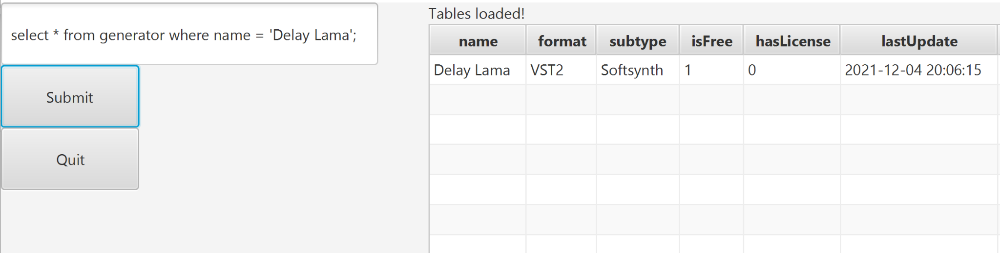 select * from generator where name = 'Delay Lama';
Submit
Quit
Tables loaded!
name format subtype isFree hasLicense lastUpdate
Delay Lama VST2 Softsynth 1 0 2021-12-04 20:06:15